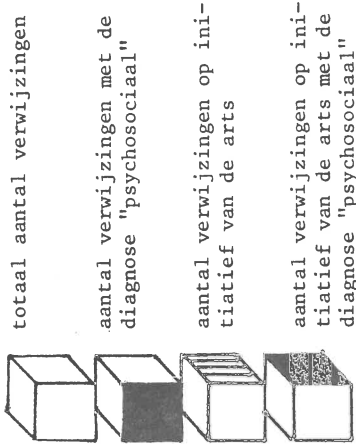 totaal aantal verwijzingen
aantal verwijzingen met de
diagnose "psychosociaal"
aantal verwijzingen op ini-
tiatief van de arts
aantal verwijzingen op ini-
tiatief van de arts met de
diagnose "psychosociaal"